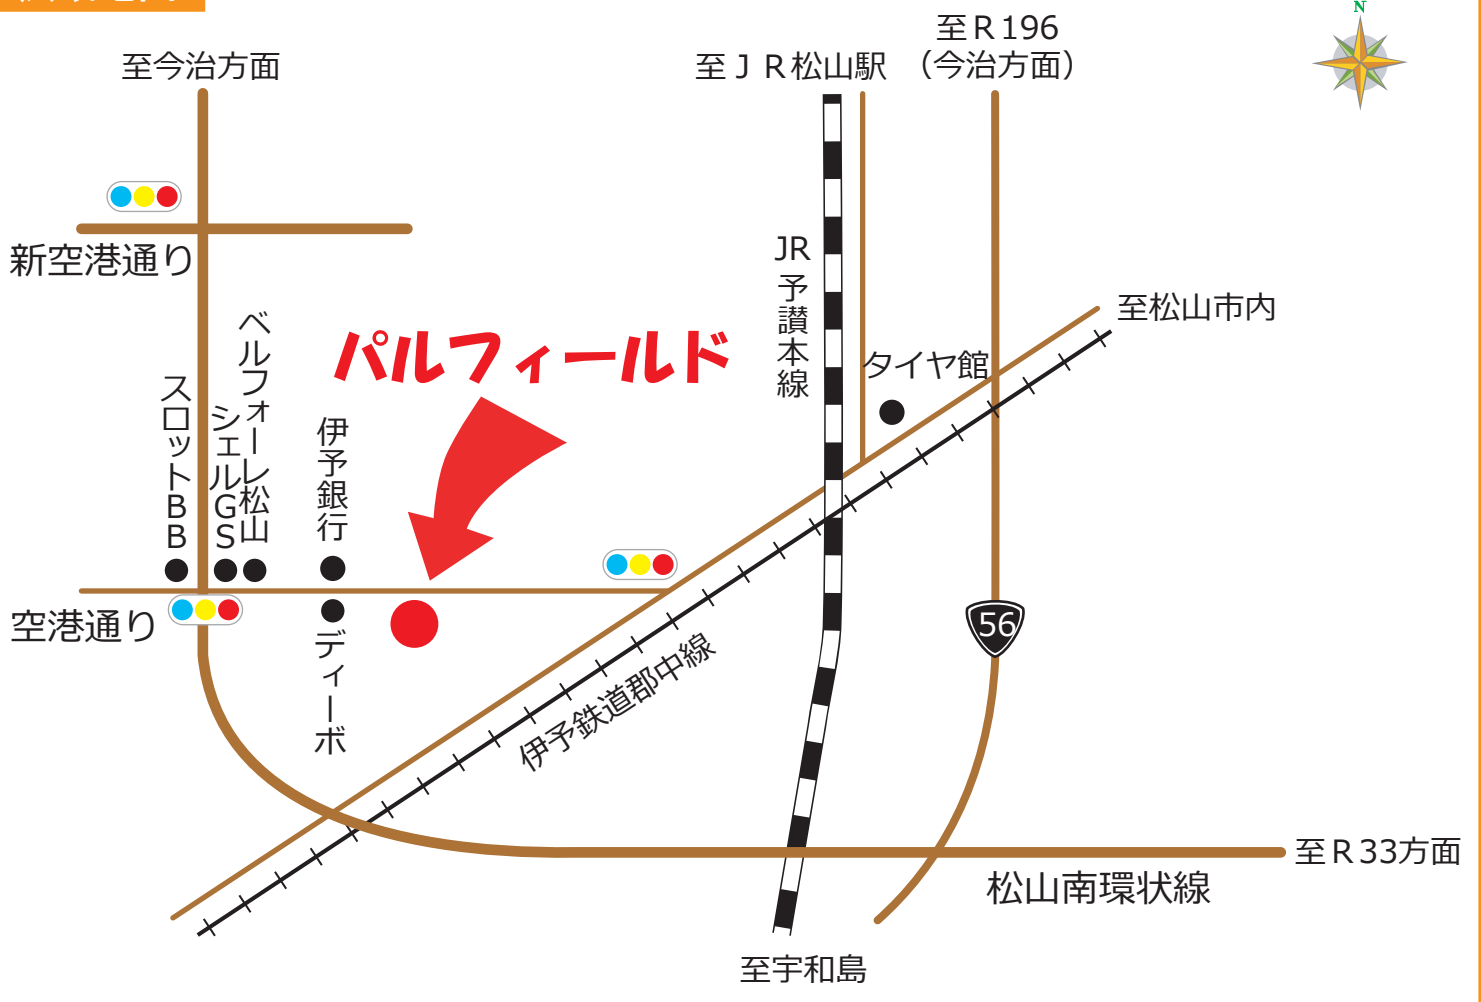 N
至R196
（今治方面）
至JR松山駅
至今治方面
新空港通り
JR予讃本線
至松山市内
タイヤ館
パルフィールド
ベルフォーレ松山
シェルGS
スロットBB
伊予銀行
空港通り
ディーボ
56
伊予鉄道郡中線
至R33方面
松山南環状線
至宇和島